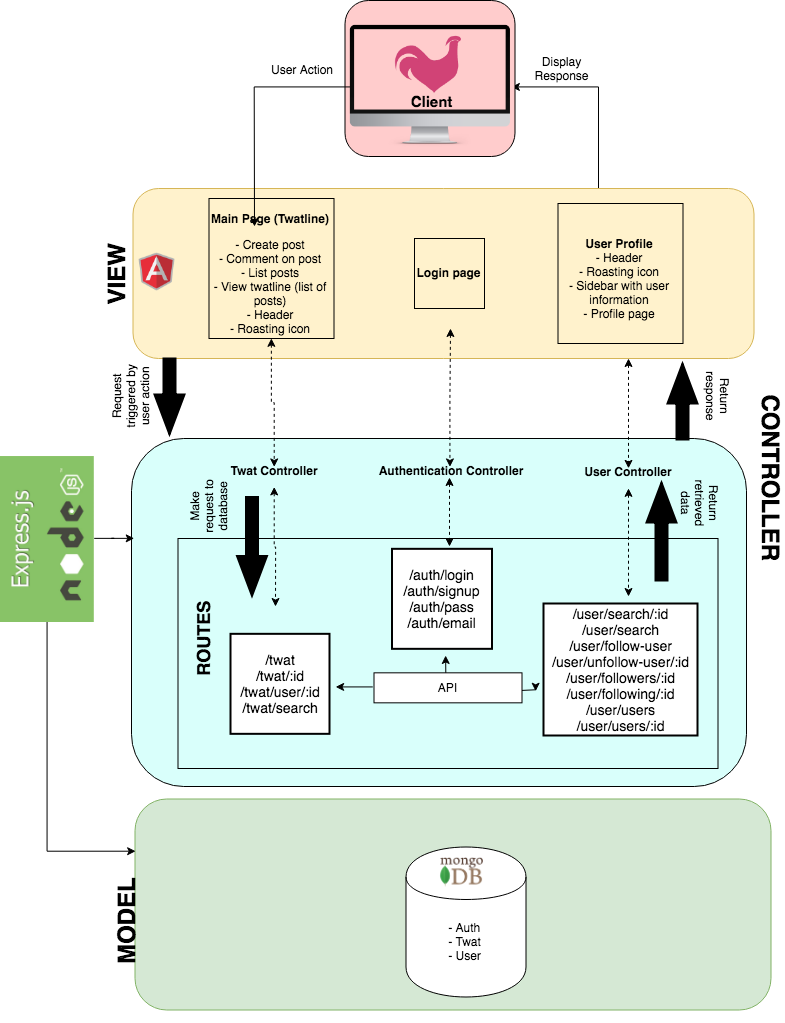 User Action
Display
Response
Client
VIEW
Main Page (Twatline)
- Create post
- Comment on post
- List posts
- View twatline (list of
posts)
- Header
- Roasting icon
Login page
User Profile
- Header
- Roasting icon
- Sidebar with user
information
- Profile page
Request
triggered by
user action
Return
response
CONTROLLER
Twat Controller
Authentication Controller
User Controller
Make
request to
database
Return
retrieved
data
Express.js
node
js
ROUTES
/auth/login
/auth/signup
/auth/pass
/auth/email
/twat
/twat/:id
/twat/user/:id
/twat/search
API
/user/search/:id
/user/search
/user/follow-user
/user/unfollow-user/:id
/user/followers/:id
/user/following/:id
/user/users
/user/users/:id
MODEL
mongo
DB
- Auth
- Twat
- User